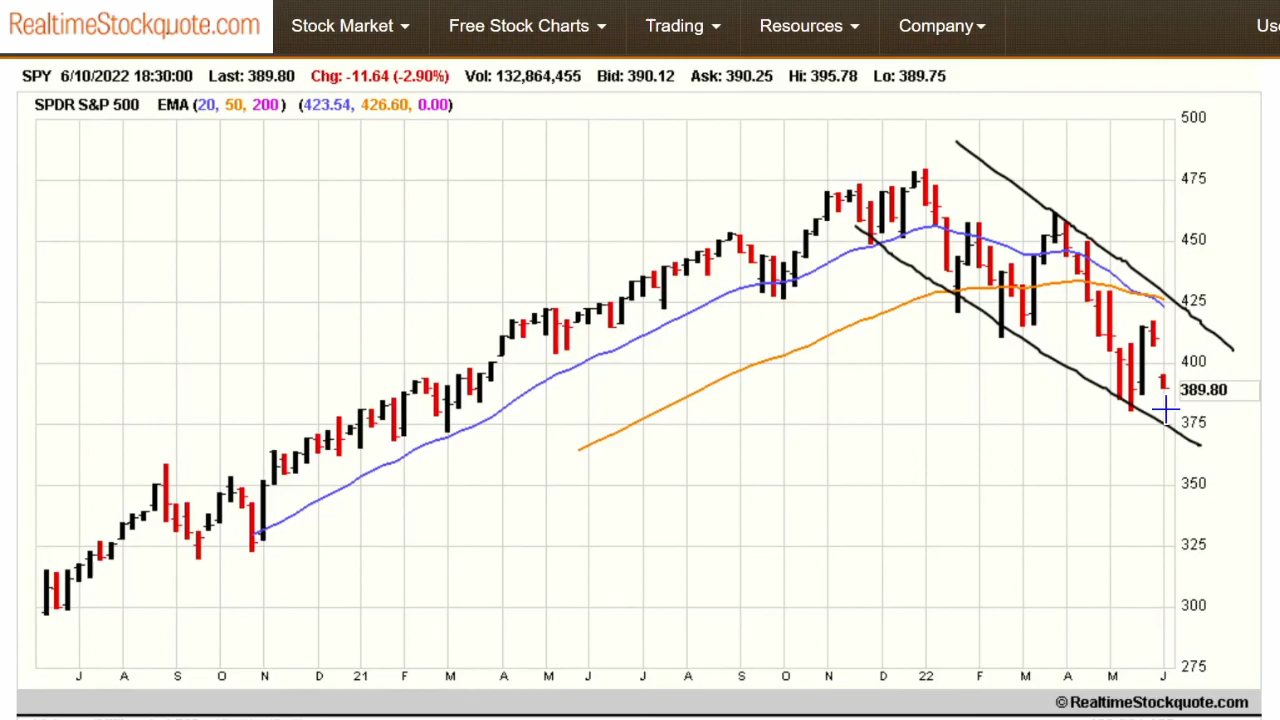 RealtimeStockquote.com Stock Market Free Stock Charts Trading Resources Company Us
SPY 6/10/2022 18:30:00 Last: 389.80 Chg: -11.64 (-2.90%) Vol: 132,864,455 Bid: 390.12 Ask: 390.25 Hi: 395.78 Lo: 389.75
SPDR S&P 500 EMA (20, 50, 200) (423.54, 426.60, 0.00)
500
475
450
425
400
389.80
375
350
325
300
275
J A S O N D 21 F M A M J J A S O N D 22 F M A M J
© RealtimeStockquote.com